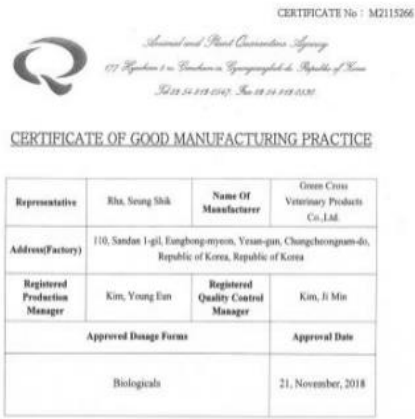 CERTIFICATE No : M2115266
Animal and Plant Quarantine Agency
177, Hyeoksin 8-ro, Gimcheon-si, Gyeongsangbuk-do, Republic of Korea
CERTIFICATE OF GOOD MANUFACTURING PRACTICE
Representative
Rha, Seung Shik
Name Of
Manufacturer
Green Cross
Veterinary Products
Co.,Ltd.
Address(Factory)
110, Sandan 1-gil, Eungbong-myeon, Yesan-gun, Chungcheongnam-do,
Republic of Korea, Republic of Korea
Registered
Production
Manager
Kim, Young Eun
Registered
Quality Control
Manager
Kim, Ji Min
Approved Dosage Forms
Approval Date
Biologicals
21, November, 2018